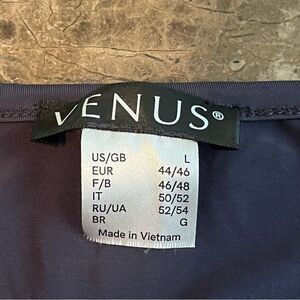 VENUS®
US/GB L
EUR 44/46
F/B 46/48
IT 50/52
RU/UA 52/54
BR G
Made in Vietnam